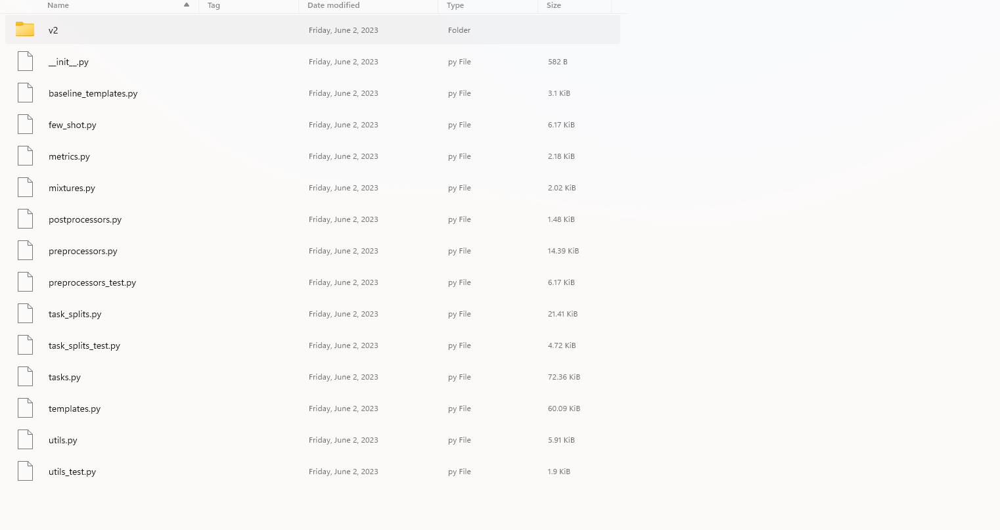 Name Tag Date modified Type Size
v2 Friday, June 2, 2023 Folder
__init__.py Friday, June 2, 2023 py File 582 B
baseline_templates.py Friday, June 2, 2023 py File 3.1 KiB
few_shot.py Friday, June 2, 2023 py File 6.17 KiB
metrics.py Friday, June 2, 2023 py File 2.18 KiB
mixtures.py Friday, June 2, 2023 py File 2.02 KiB
postprocessors.py Friday, June 2, 2023 py File 1.48 KiB
preprocessors.py Friday, June 2, 2023 py File 14.39 KiB
preprocessors_test.py Friday, June 2, 2023 py File 6.17 KiB
task_splits.py Friday, June 2, 2023 py File 21.41 KiB
task_splits_test.py Friday, June 2, 2023 py File 4.72 KiB
tasks.py Friday, June 2, 2023 py File 72.36 KiB
templates.py Friday, June 2, 2023 py File 60.09 KiB
utils.py Friday, June 2, 2023 py File 5.91 KiB
utils_test.py Friday, June 2, 2023 py File 1.9 KiB